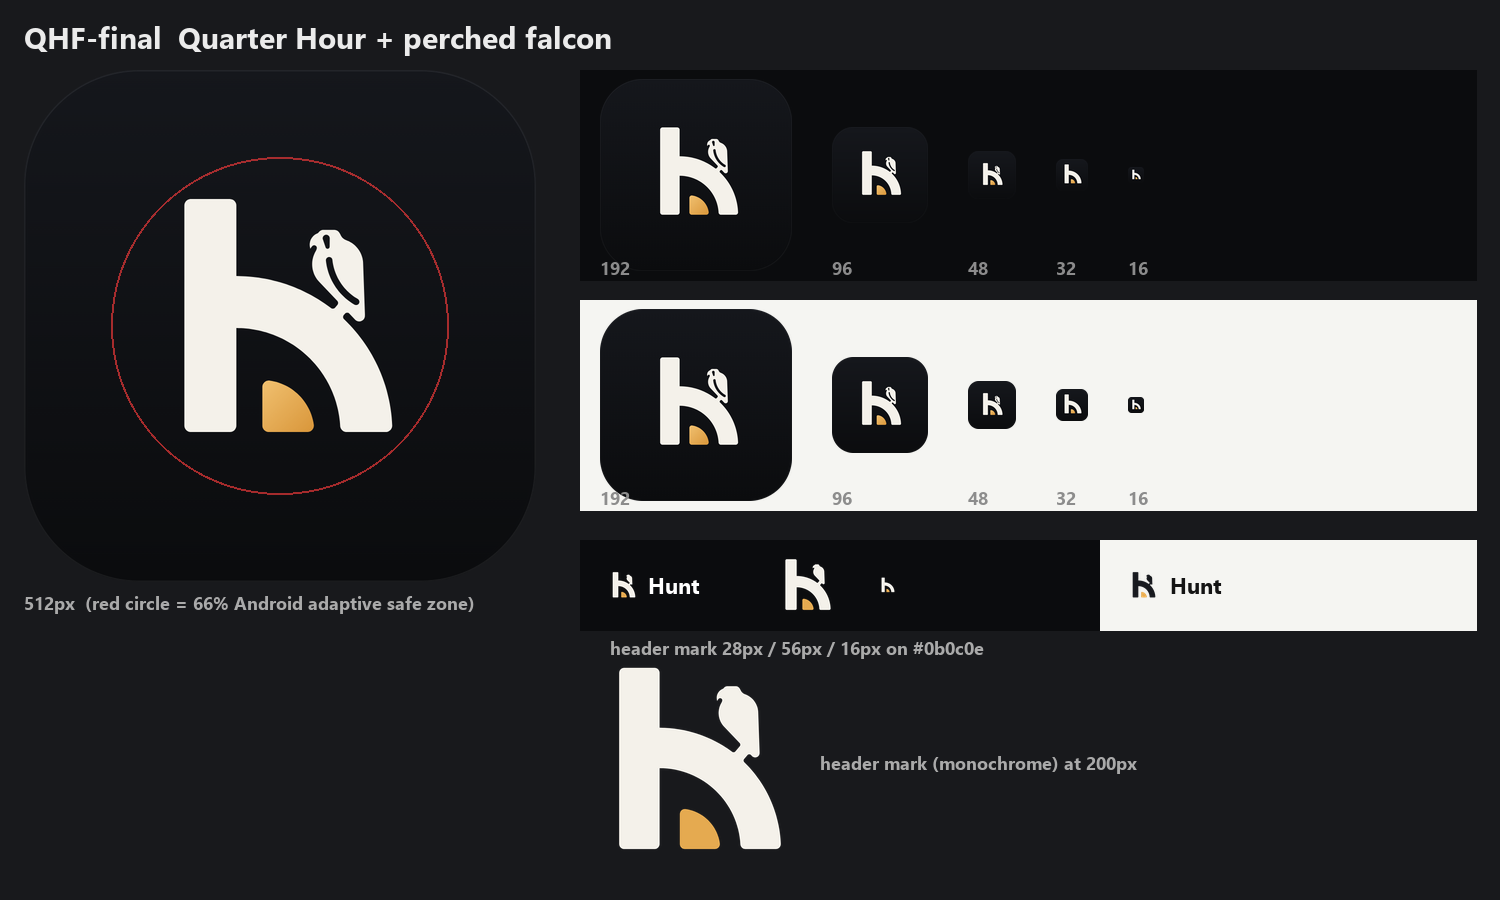 QHF-final  Quarter Hour + perched falcon
512px  (red circle = 66% Android adaptive safe zone)
192 96 48 32 16
192 96 48 32 16
Hunt Hunt
header mark 28px / 56px / 16px on #0b0c0e
header mark (monochrome) at 200px